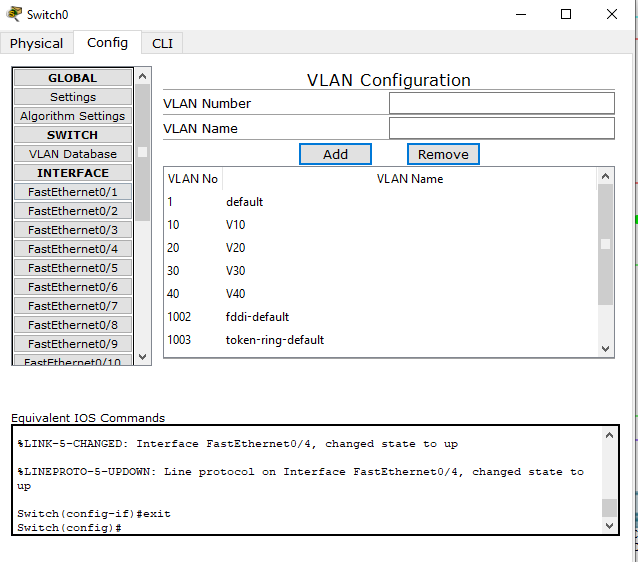 Switch0
Physical
Config
CLI
GLOBAL
Settings
Algorithm Settings
SWITCH
VLAN Database
INTERFACE
FastEthernet0/1
FastEthernet0/2
FastEthernet0/3
FastEthernet0/4
FastEthernet0/5
FastEthernet0/6
FastEthernet0/7
FastEthernet0/8
FastEthernet0/9
FastEthernet0/10
VLAN Configuration
VLAN Number
VLAN Name
Add
Remove
VLAN No VLAN Name
1 default
10 V10
20 V20
30 V30
40 V40
1002 fddi-default
1003 token-ring-default
Equivalent IOS Commands
%LINK-5-CHANGED: Interface FastEthernet0/4, changed state to up
%LINEPROTO-5-UPDOWN: Line protocol on Interface FastEthernet0/4, changed state to
up
Switch(config-if)#exit
Switch(config)#